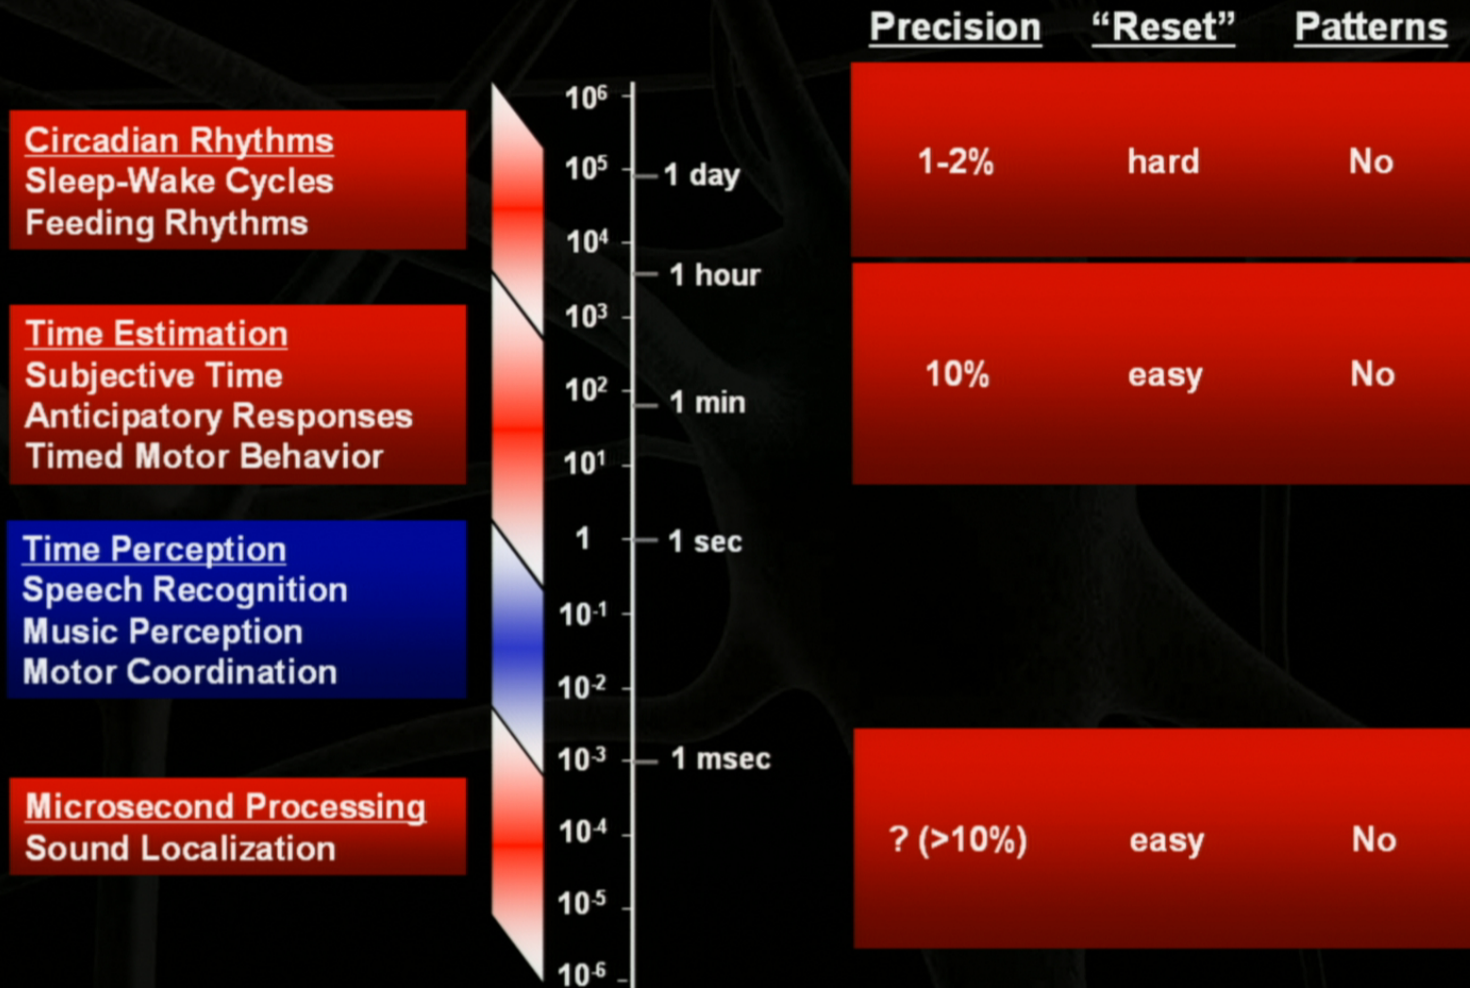 Precision “Reset” Patterns
Circadian Rhythms
Sleep-Wake Cycles
Feeding Rhythms
Time Estimation
Subjective Time
Anticipatory Responses
Timed Motor Behavior
Time Perception
Speech Recognition
Music Perception
Motor Coordination
Microsecond Processing
Sound Localization
10⁶
10⁵
1 day
10⁴
1 hour
10³
10²
1 min
10¹
1
1 sec
10⁻¹
10⁻²
10⁻³
1 msec
10⁻⁴
10⁻⁵
10⁻⁶
1-2% hard No
10% easy No
? (>10%) easy No